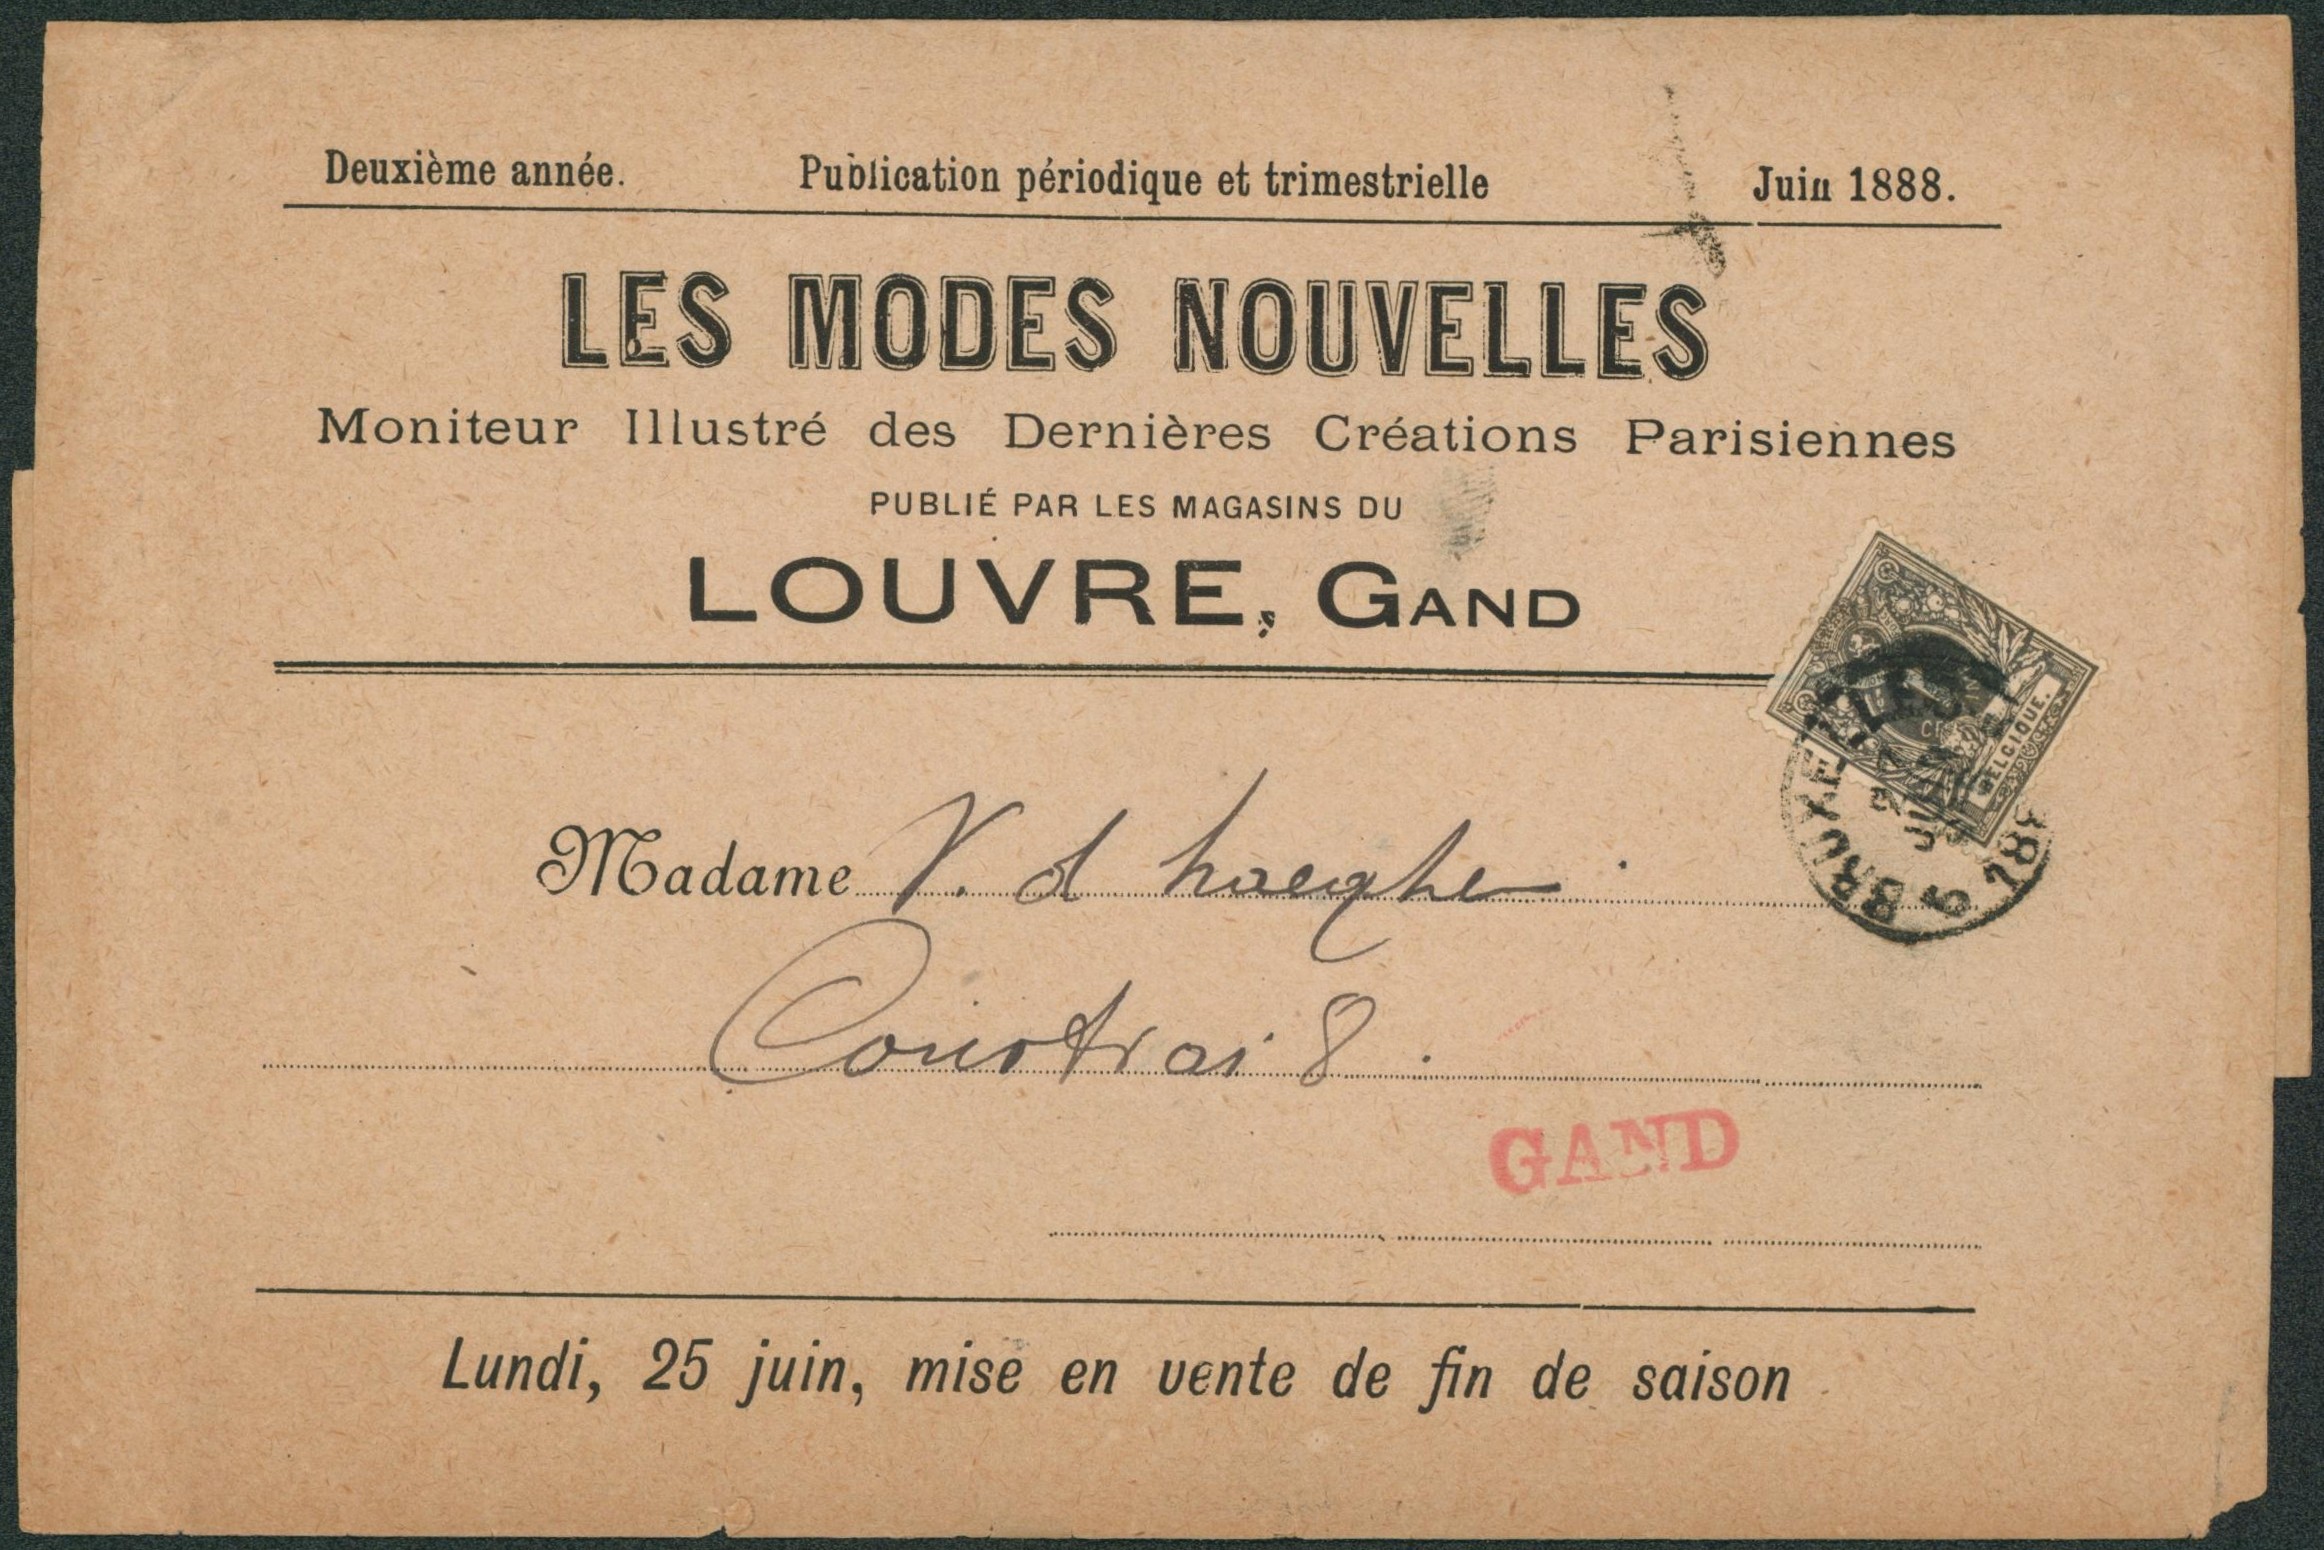 Deuxième année. Publication périodique et trimestrielle Juin 1888.
LES MODES NOUVELLES
Moniteur Illustré des Dernières Créations Parisiennes
PUBLIÉ PAR LES MAGASINS DU
LOUVRE, GAND
BELGIQUE.
Madame V. d haeghe
Courtrai 8.
GAND
Lundi, 25 juin, mise en vente de fin de saison